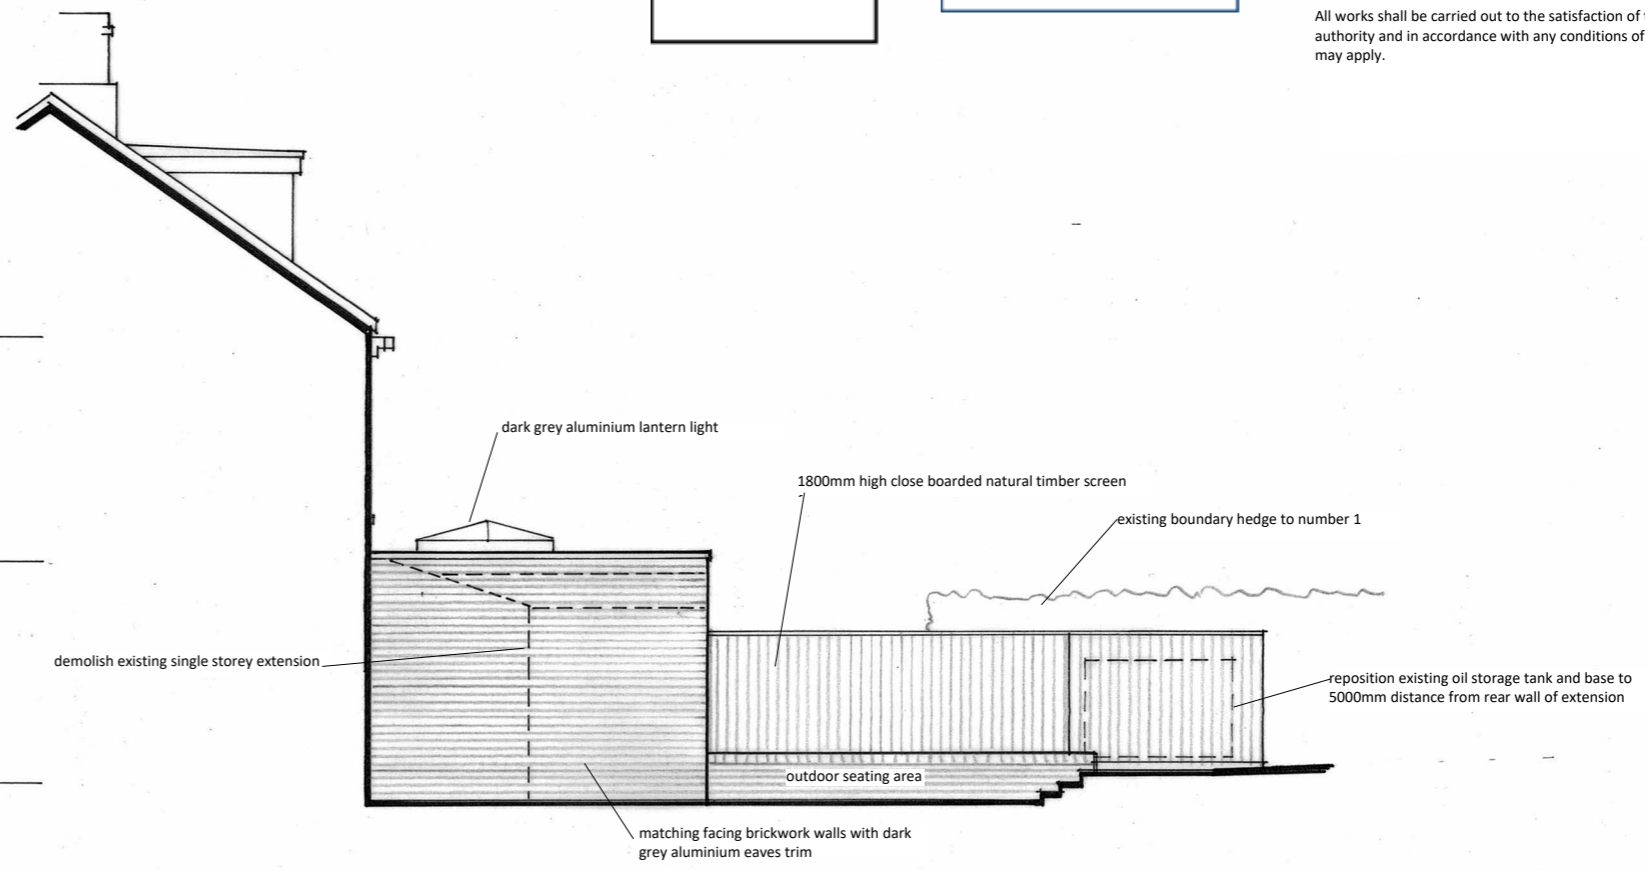 All works shall be carried out to the satisfaction of
authority and in accordance with any conditions of
may apply.
dark grey aluminium lantern light
1800mm high close boarded natural timber screen
existing boundary hedge to number 1
demolish existing single storey extension
reposition existing oil storage tank and base to
5000mm distance from rear wall of extension
outdoor seating area
matching facing brickwork walls with dark
grey aluminium eaves trim